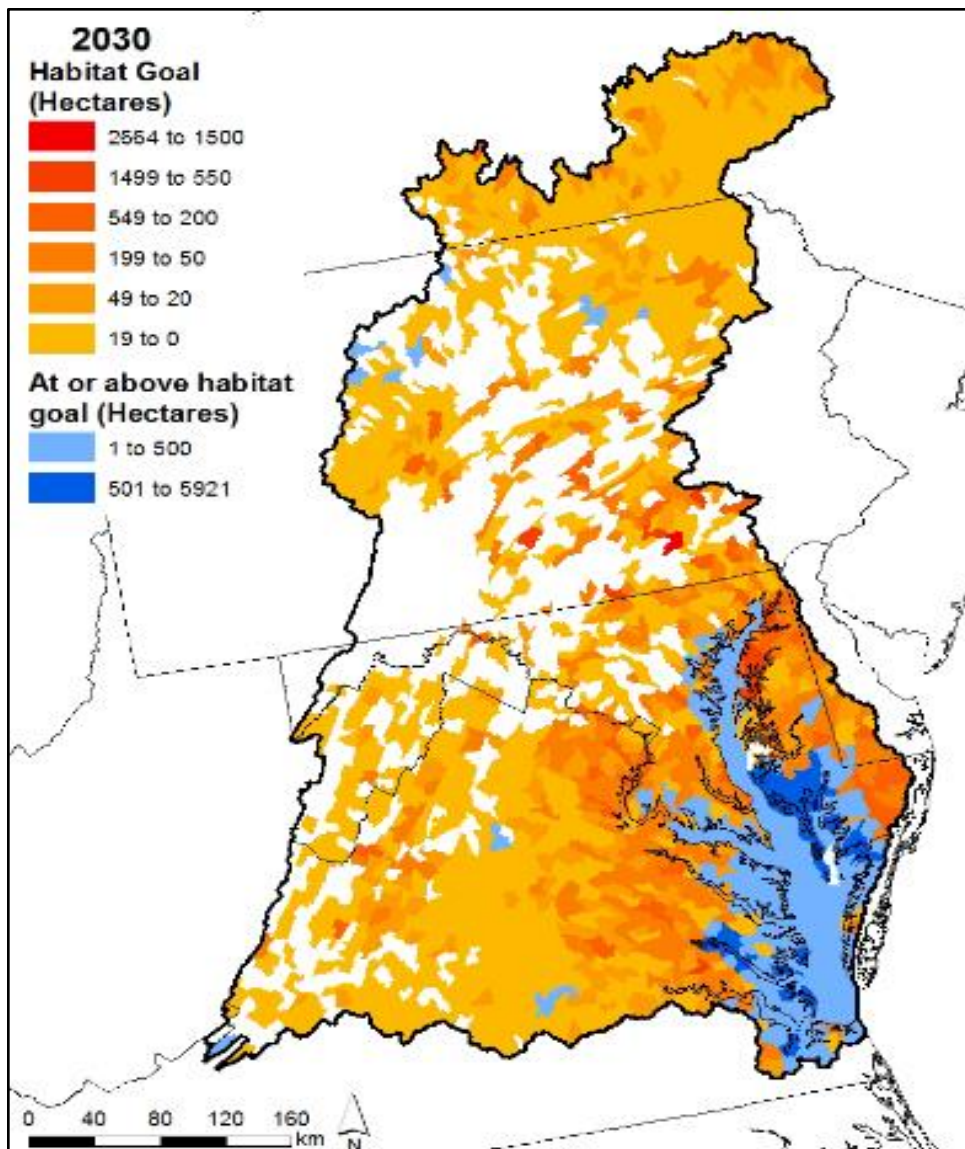 2030
Habitat Goal
(Hectares)
2554 to 1500
1499 to 550
549 to 200
199 to 50
49 to 20
19 to 0
At or above habitat
goal (Hectares)
1 to 500
501 to 5921
0 40 80 120 160
km
N